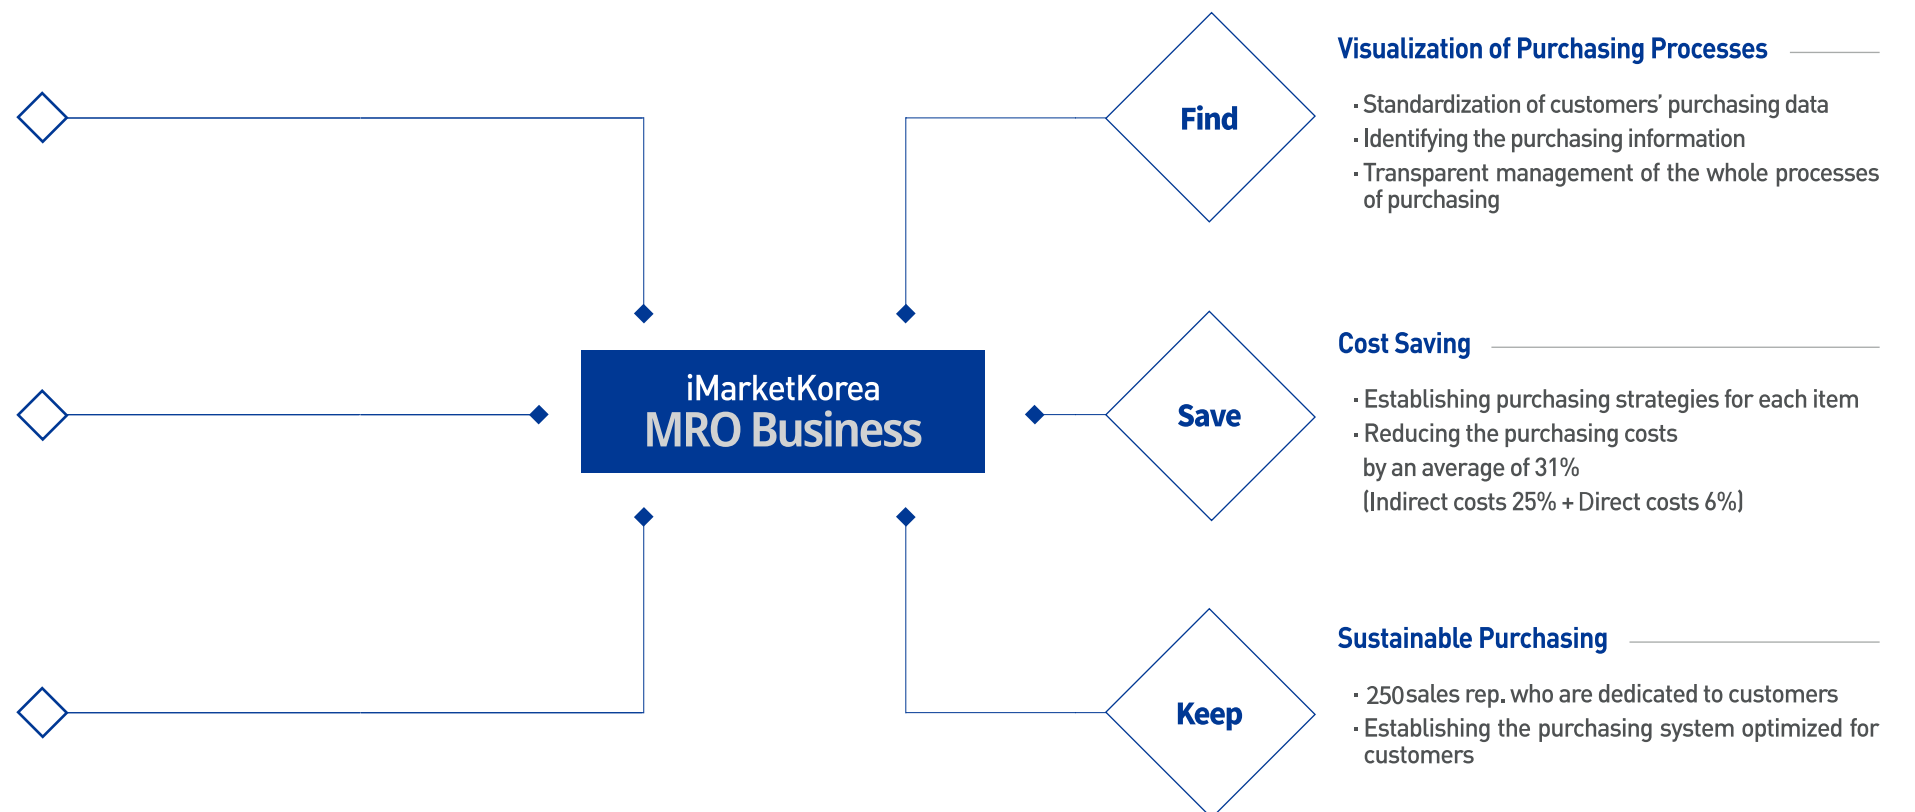 Find
Visualization of Purchasing Processes
· Standardization of customers’ purchasing data
· Identifying the purchasing information
· Transparent management of the whole processes
of purchasing
iMarketKorea
MRO Business
Save
Cost Saving
· Establishing purchasing strategies for each item
· Reducing the purchasing costs
by an average of 31%
(Indirect costs 25% + Direct costs 6%)
Keep
Sustainable Purchasing
· 250 sales rep. who are dedicated to customers
· Establishing the purchasing system optimized for
customers